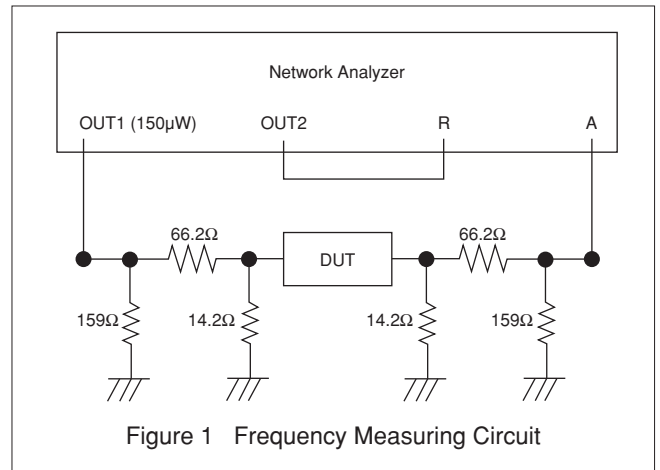 Network Analyzer
OUT1 (150μW) OUT2 R A
66.2Ω DUT 66.2Ω
159Ω 14.2Ω 14.2Ω 159Ω
Figure 1 Frequency Measuring Circuit